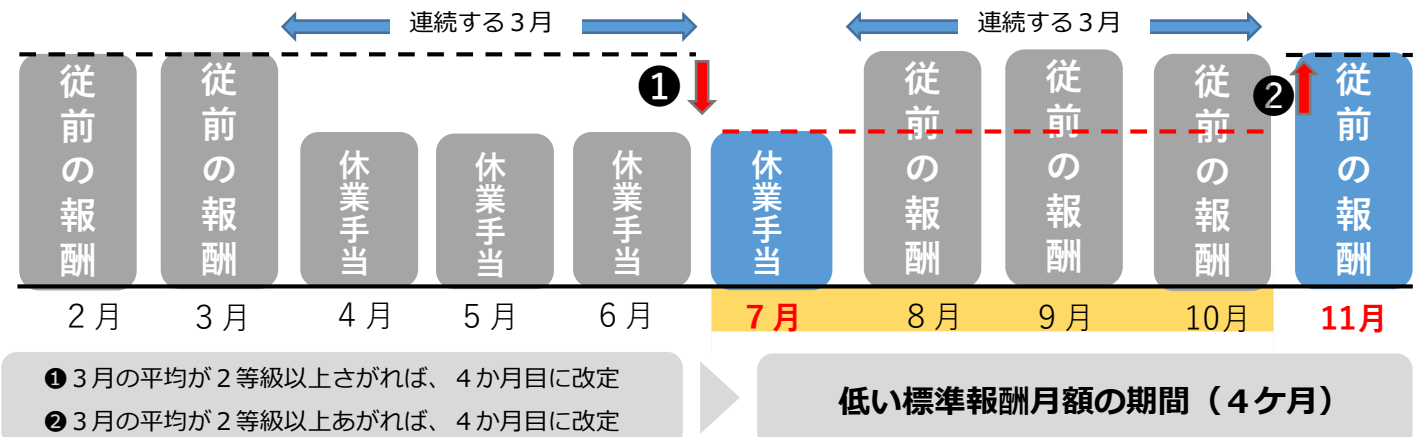 連続する３月
連続する３月
従前の報酬
従前の報酬
休業手当
休業手当
休業手当
❶
休業手当
従前の報酬
従前の報酬
従前の報酬
❷
従前の報酬
２月
３月
４月
５月
６月
７月
８月
９月
10月
11月
❶３月の平均が２等級以上さがれば、４か月目に改定
❷３月の平均が２等級以上あがれば、４か月目に改定
低い標準報酬月額の期間（４ケ月）